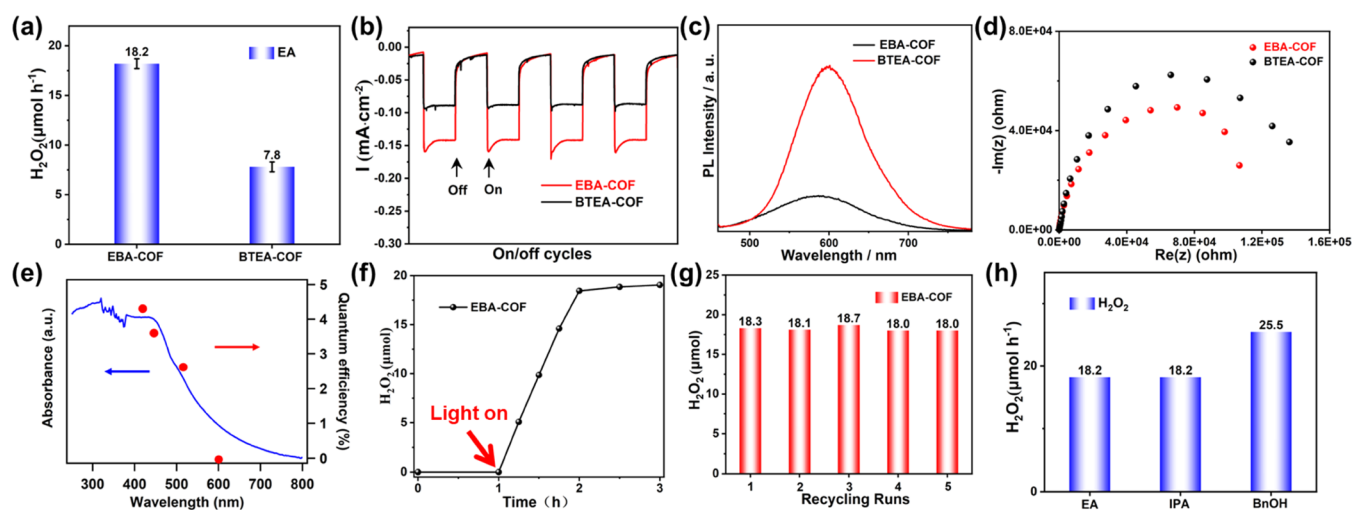 (a)
H2O2(μmol h-1)
20
15
10
5
0
18.2
7.8
EA
EBA-COF
BTEA-COF
(b)
I (mA·cm-2)
0.00
-0.05
-0.10
-0.15
-0.20
-0.25
-0.30
Off
On
EBA-COF
BTEA-COF
On/off cycles
(c)
PL Intensity / a. u.
EBA-COF
BTEA-COF
500
600
700
Wavelength / nm
(d)
-Im(z) (ohm)
8.0E+04
4.0E+04
0.0E+00
EBA-COF
BTEA-COF
0.0E+00
4.0E+04
8.0E+04
1.2E+05
1.6E+05
Re(z) (ohm)
(e)
Absorbance (a.u.)
300
400
500
600
700
800
Wavelength (nm)
5
4
3
2
1
0
Quantum efficiency (%)
(f)
H2O2 (μmol)
20
15
10
5
0
EBA-COF
Light on
0
1
2
3
Time（h）
(g)
H2O2 (μmol)
25
20
15
10
5
0
EBA-COF
18.3
18.1
18.7
18.0
18.0
1
2
3
4
5
Recycling Runs
(h)
H2O2(μmol h-1)
20
0
H2O2
18.2
18.2
25.5
EA
IPA
BnOH